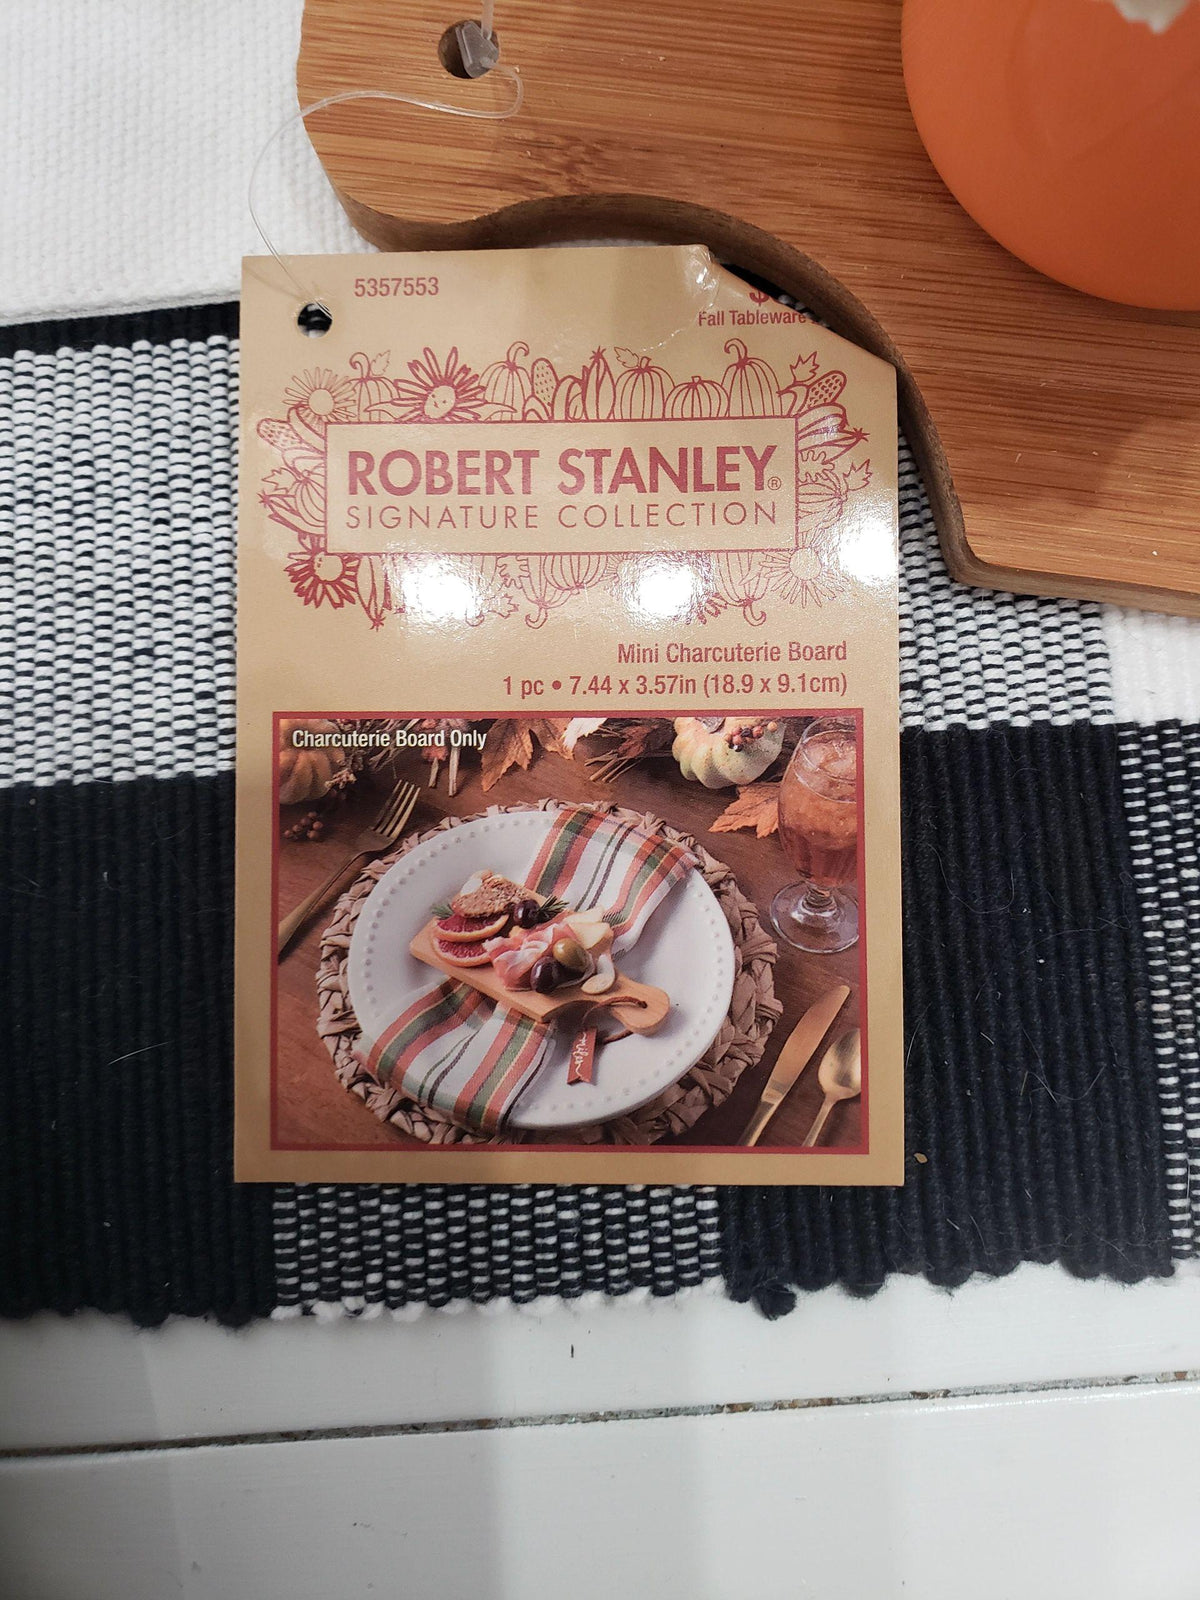 5357553
$
Fall Tableware
ROBERT STANLEY®
SIGNATURE COLLECTION
Mini Charcuterie Board
1 pc • 7.44 x 3.57in (18.9 x 9.1cm)
Charcuterie Board Only